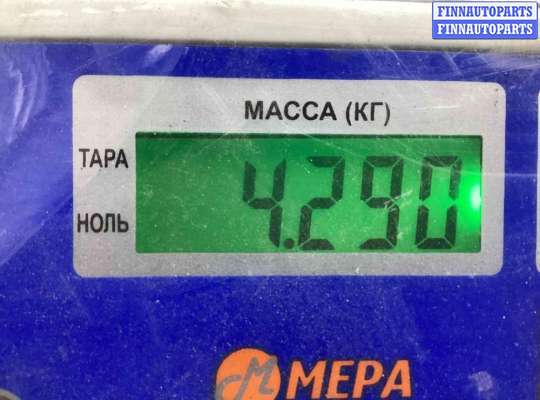 FINNAUTOPARTS
FINNAUTOPARTS
МАССА (КГ)
ТАРА
НОЛЬ
4.290
МЕРА